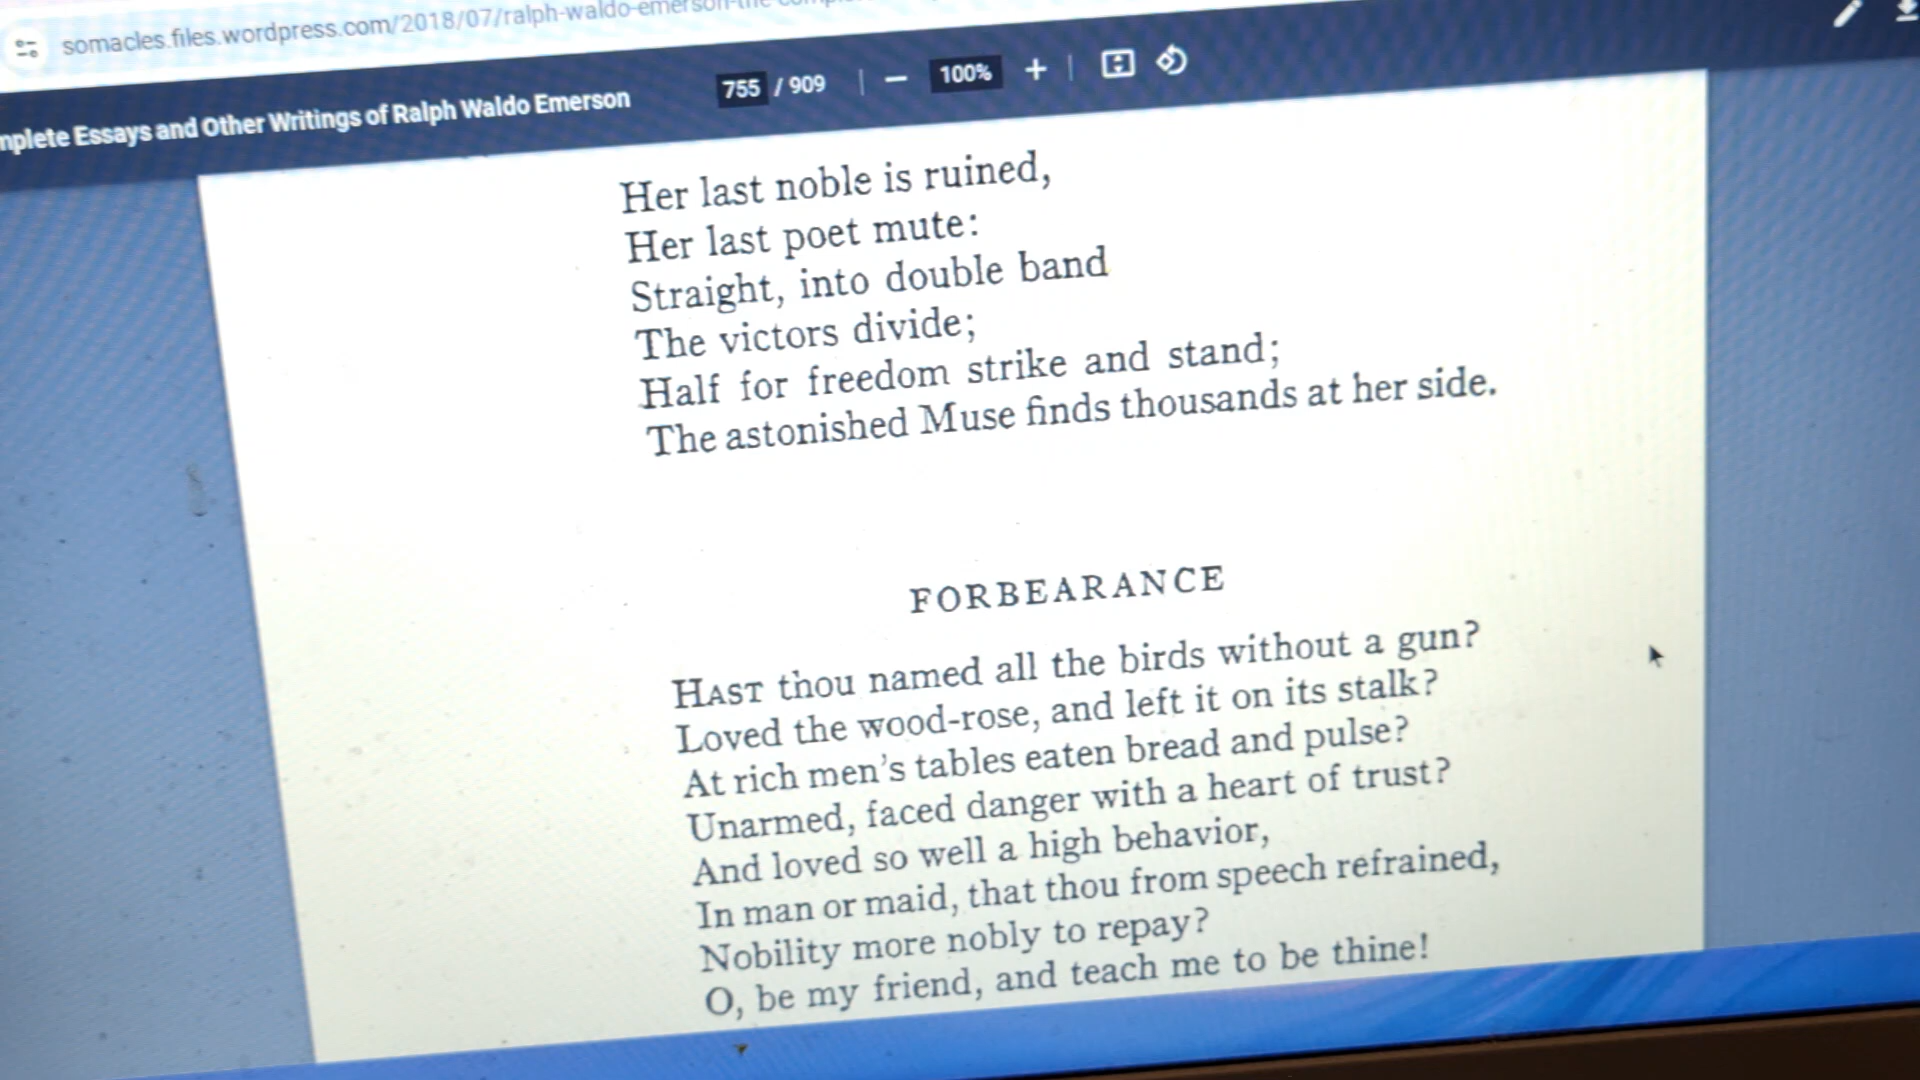 somacles.files.wordpress.com/2018/07/ralph-waldo-emerson-the-
mplete Essays and Other Writings of Ralph Waldo Emerson
755 / 909
100%
Her last noble is ruined,
Her last poet mute:
Straight, into double band
The victors divide;
Half for freedom strike and stand;
The astonished Muse finds thousands at her side.
FORBEARANCE
HAST thou named all the birds without a gun?
Loved the wood-rose, and left it on its stalk?
At rich men's tables eaten bread and pulse?
Unarmed, faced danger with a heart of trust?
And loved so well a high behavior,
In man or maid, that thou from speech refrained,
Nobility more nobly to repay?
O, be my friend, and teach me to be thine!